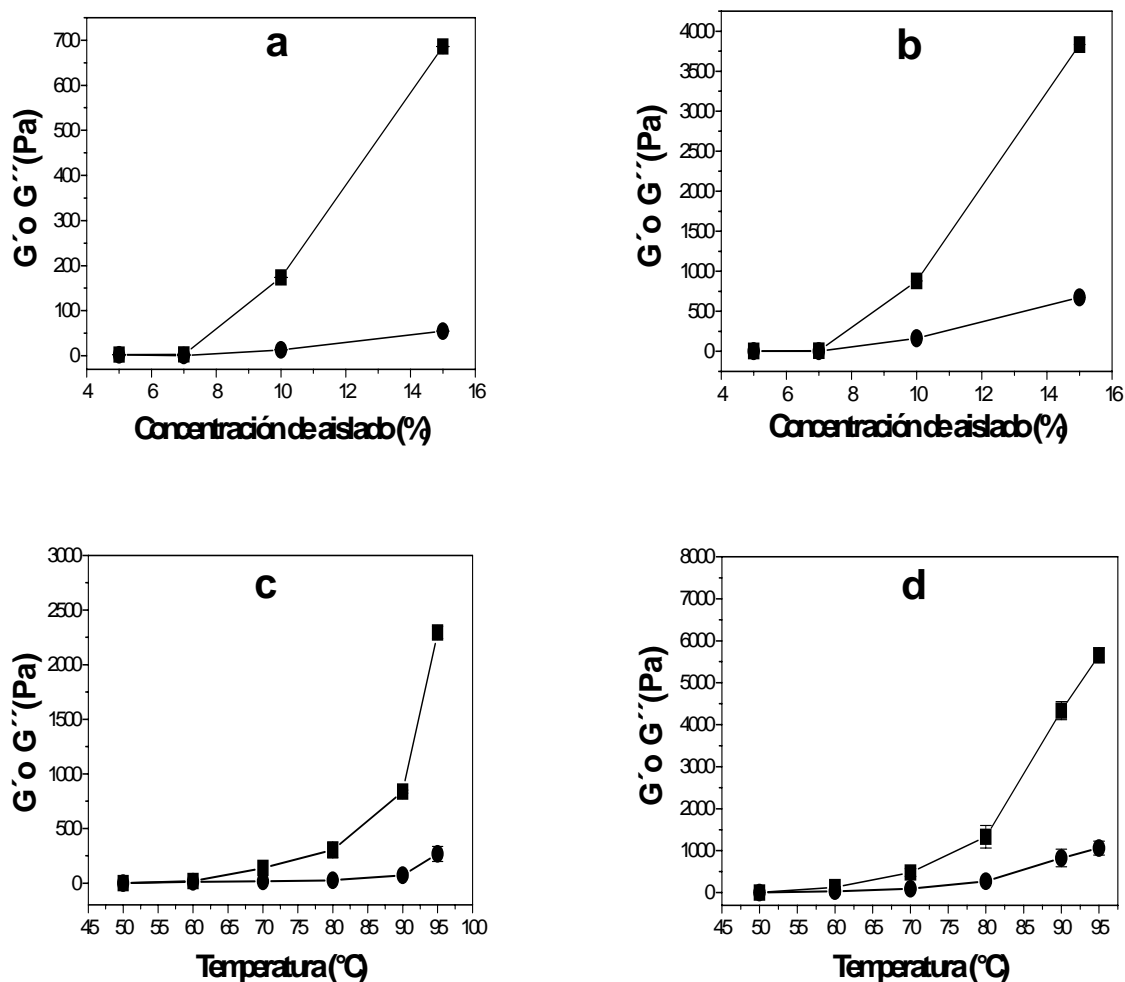 a
700
600
500
400
300
200
100
0
4 6 8 10 12 14 16
G´o G´´(Pa)
Concentración de aislado (%)
b
4000
3500
3000
2500
2000
1500
1000
500
0
4 6 8 10 12 14 16
G´o G´´(Pa)
Concentración de aislado (%)
c
3000
2500
2000
1500
1000
500
0
45 50 55 60 65 70 75 80 85 90 95 100
G´o G´´(Pa)
Temperatura (°C)
d
8000
7000
6000
5000
4000
3000
2000
1000
0
45 50 55 60 65 70 75 80 85 90 95
G´o G´´(Pa)
Temperatura (°C)